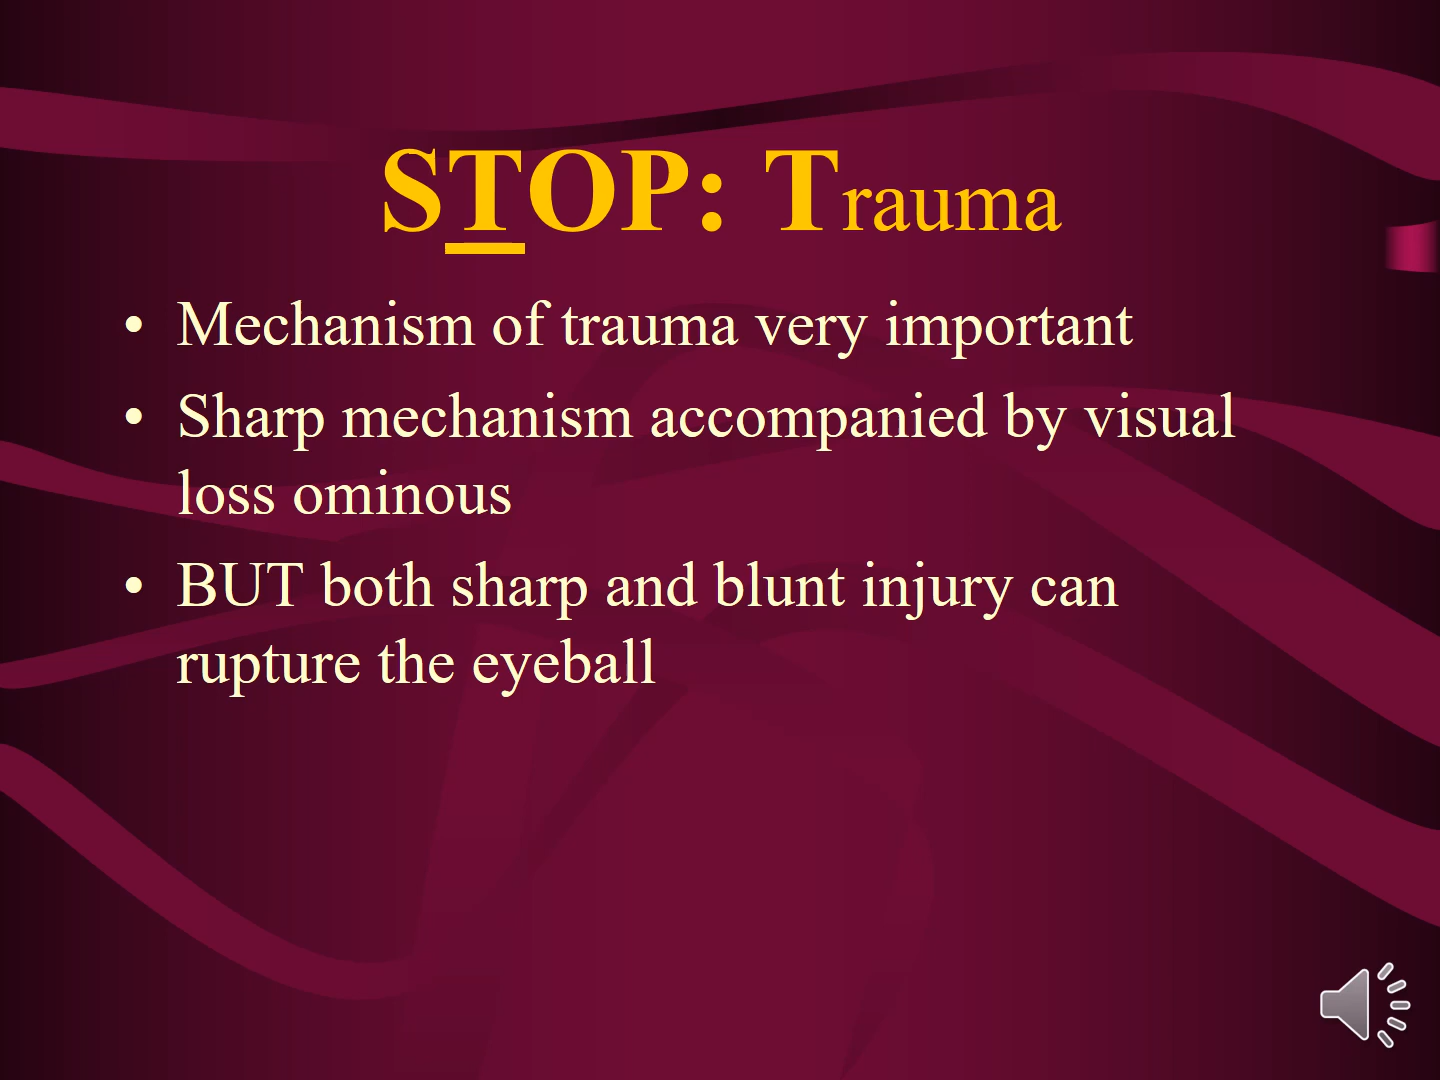 STOP: Trauma
• Mechanism of trauma very important
• Sharp mechanism accompanied by visual
loss ominous
• BUT both sharp and blunt injury can
rupture the eyeball